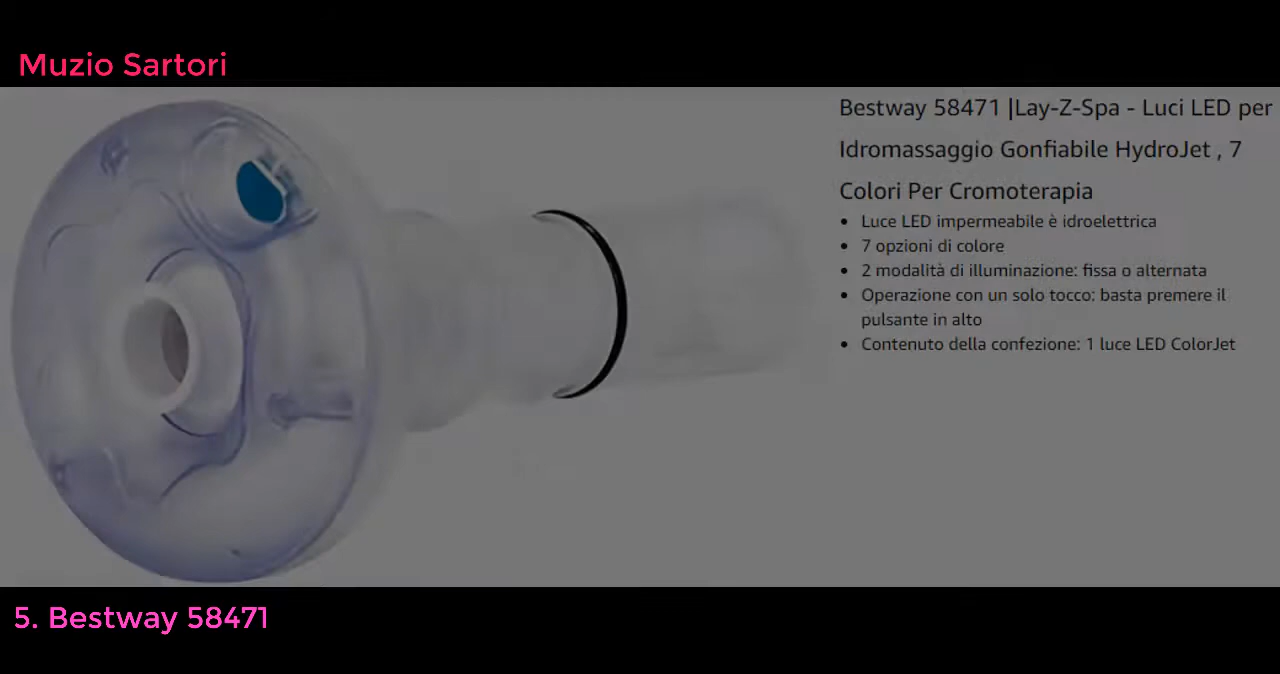 Muzio Sartori
Bestway 58471 |Lay-Z-Spa - Luci LED per
Idromassaggio Gonfiabile HydroJet , 7
Colori Per Cromoterapia
• Luce LED impermeabile è idroelettrica
• 7 opzioni di colore
• 2 modalità di illuminazione: fissa o alternata
• Operazione con un solo tocco: basta premere il
pulsante in alto
• Contenuto della confezione: 1 luce LED ColorJet
5. Bestway 58471